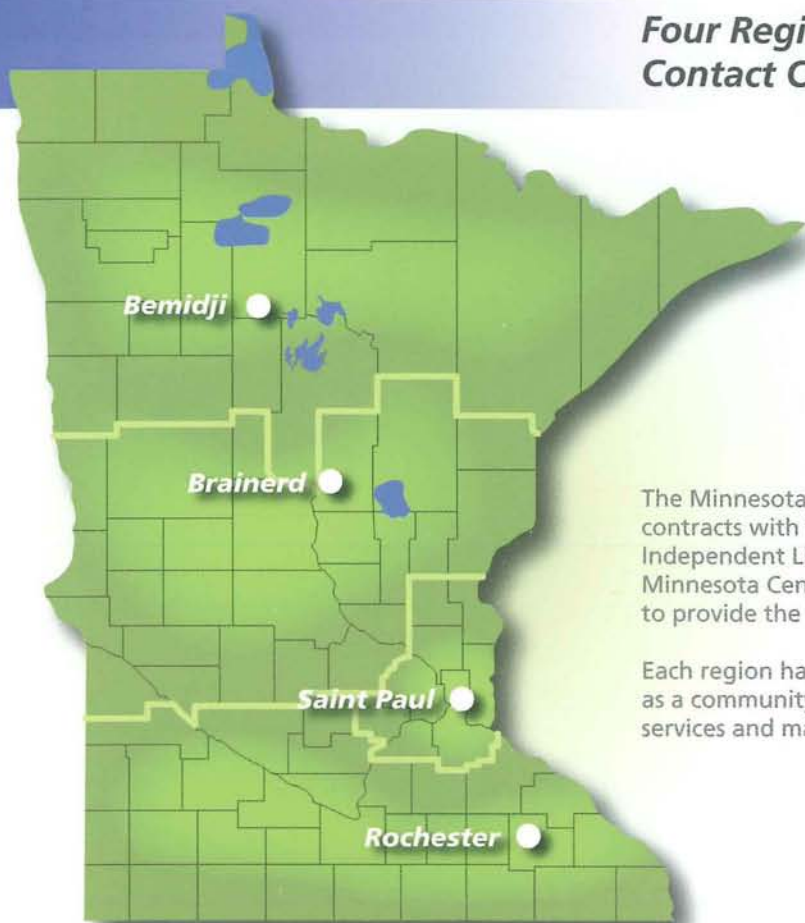 Four Regi
Contact C
Bemidji
Brainerd
The Minnesota
contracts with
Independent L
Minnesota Cen
to provide the
Each region ha
as a community
services and ma
Saint Paul
Rochester